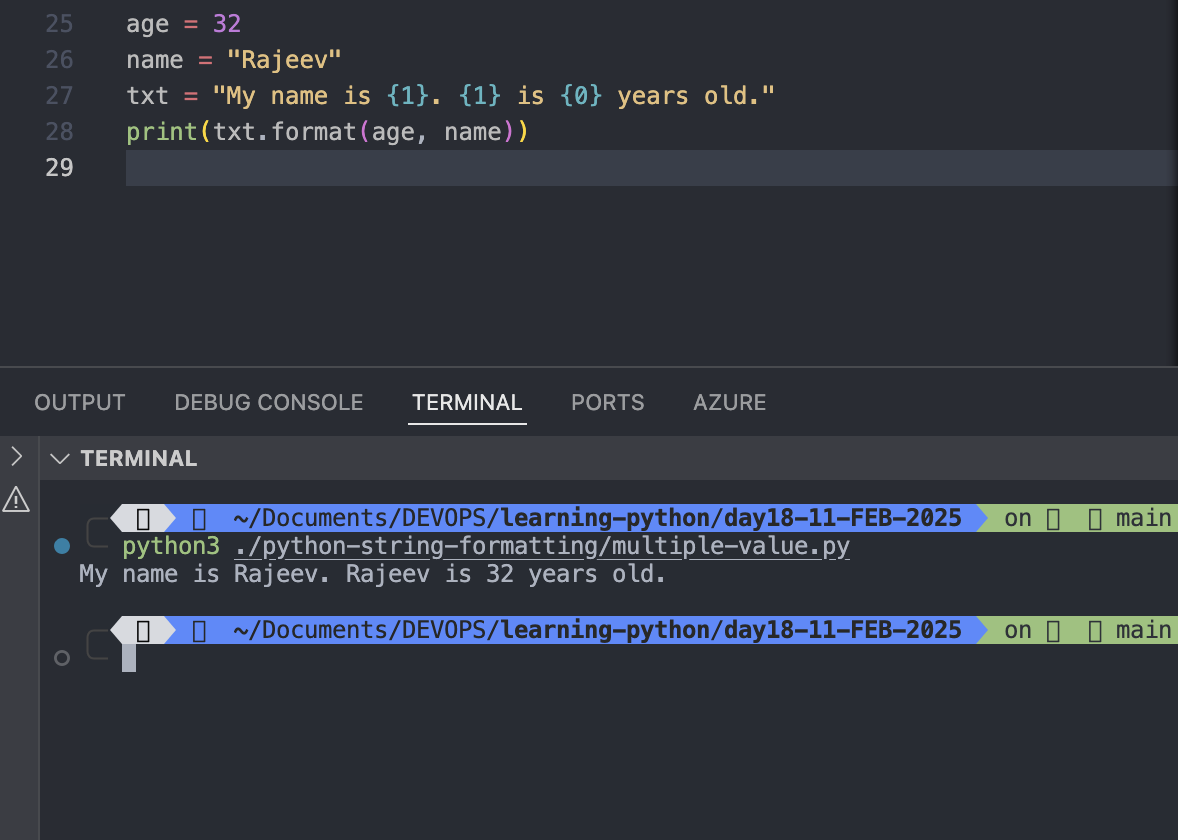 25 age = 32
26 name = "Rajeev"
27 txt = "My name is {1}. {1} is {0} years old."
28 print(txt.format(age, name))
29
OUTPUT DEBUG CONSOLE TERMINAL PORTS AZURE
TERMINAL
~/Documents/DEVOPS/learning-python/day18-11-FEB-2025 on main
python3 ./python-string-formatting/multiple-value.py
My name is Rajeev. Rajeev is 32 years old.
~/Documents/DEVOPS/learning-python/day18-11-FEB-2025 on main